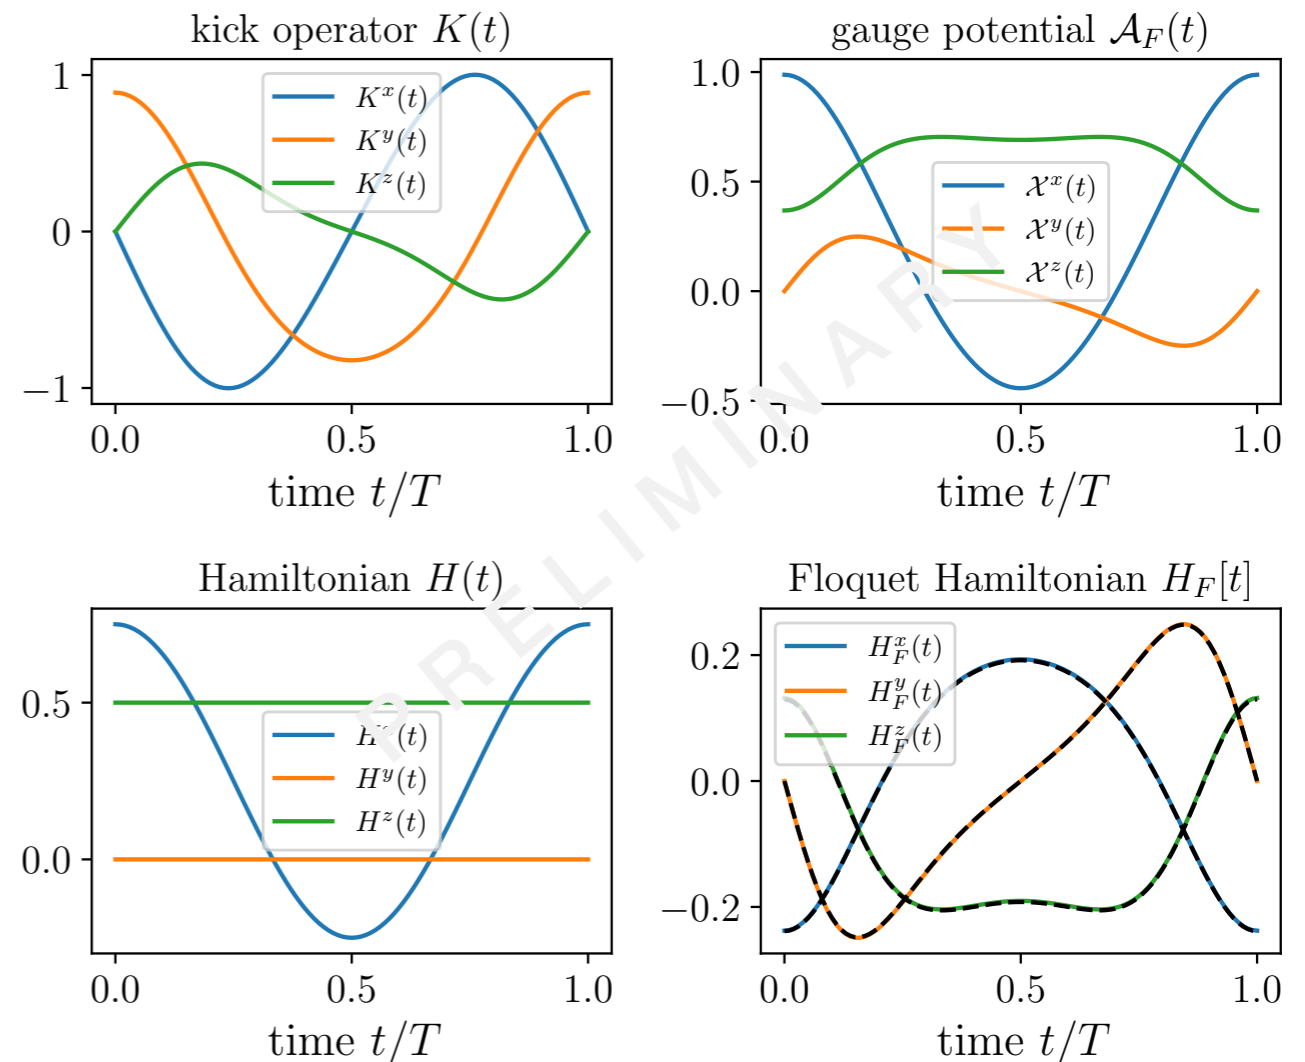 kick operator K(t)
1
0
−1
K^x(t)
K^y(t)
K^z(t)
0.0
0.5
1.0
time t/T
gauge potential 𝒜_F(t)
1.0
0.5
0.0
−0.5
𝒳^x(t)
𝒳^y(t)
𝒳^z(t)
0.0
0.5
1.0
time t/T
PRELIMINARY
Hamiltonian H(t)
0.5
0.0
H^x(t)
H^y(t)
H^z(t)
0.0
0.5
1.0
time t/T
Floquet Hamiltonian H_F[t]
0.2
0.0
−0.2
H_F^x(t)
H_F^y(t)
H_F^z(t)
0.0
0.5
1.0
time t/T